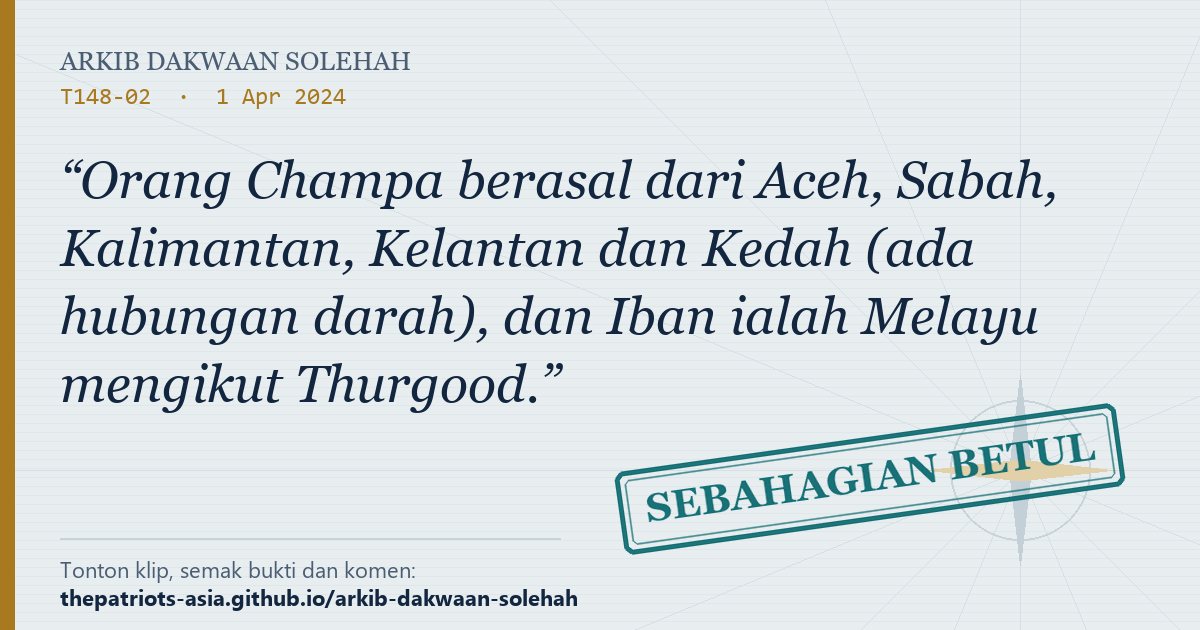 ARKIB DAKWAAN SOLEHAH
T148-02 · 1 Apr 2024
“Orang Champa berasal dari Aceh, Sabah,
Kalimantan, Kelantan dan Kedah (ada
hubungan darah), dan Iban ialah Melayu
mengikut Thurgood.”
SEBAHAGIAN BETUL
Tonton klip, semak bukti dan komen:
thepatriots-asia.github.io/arkib-dakwaan-solehah